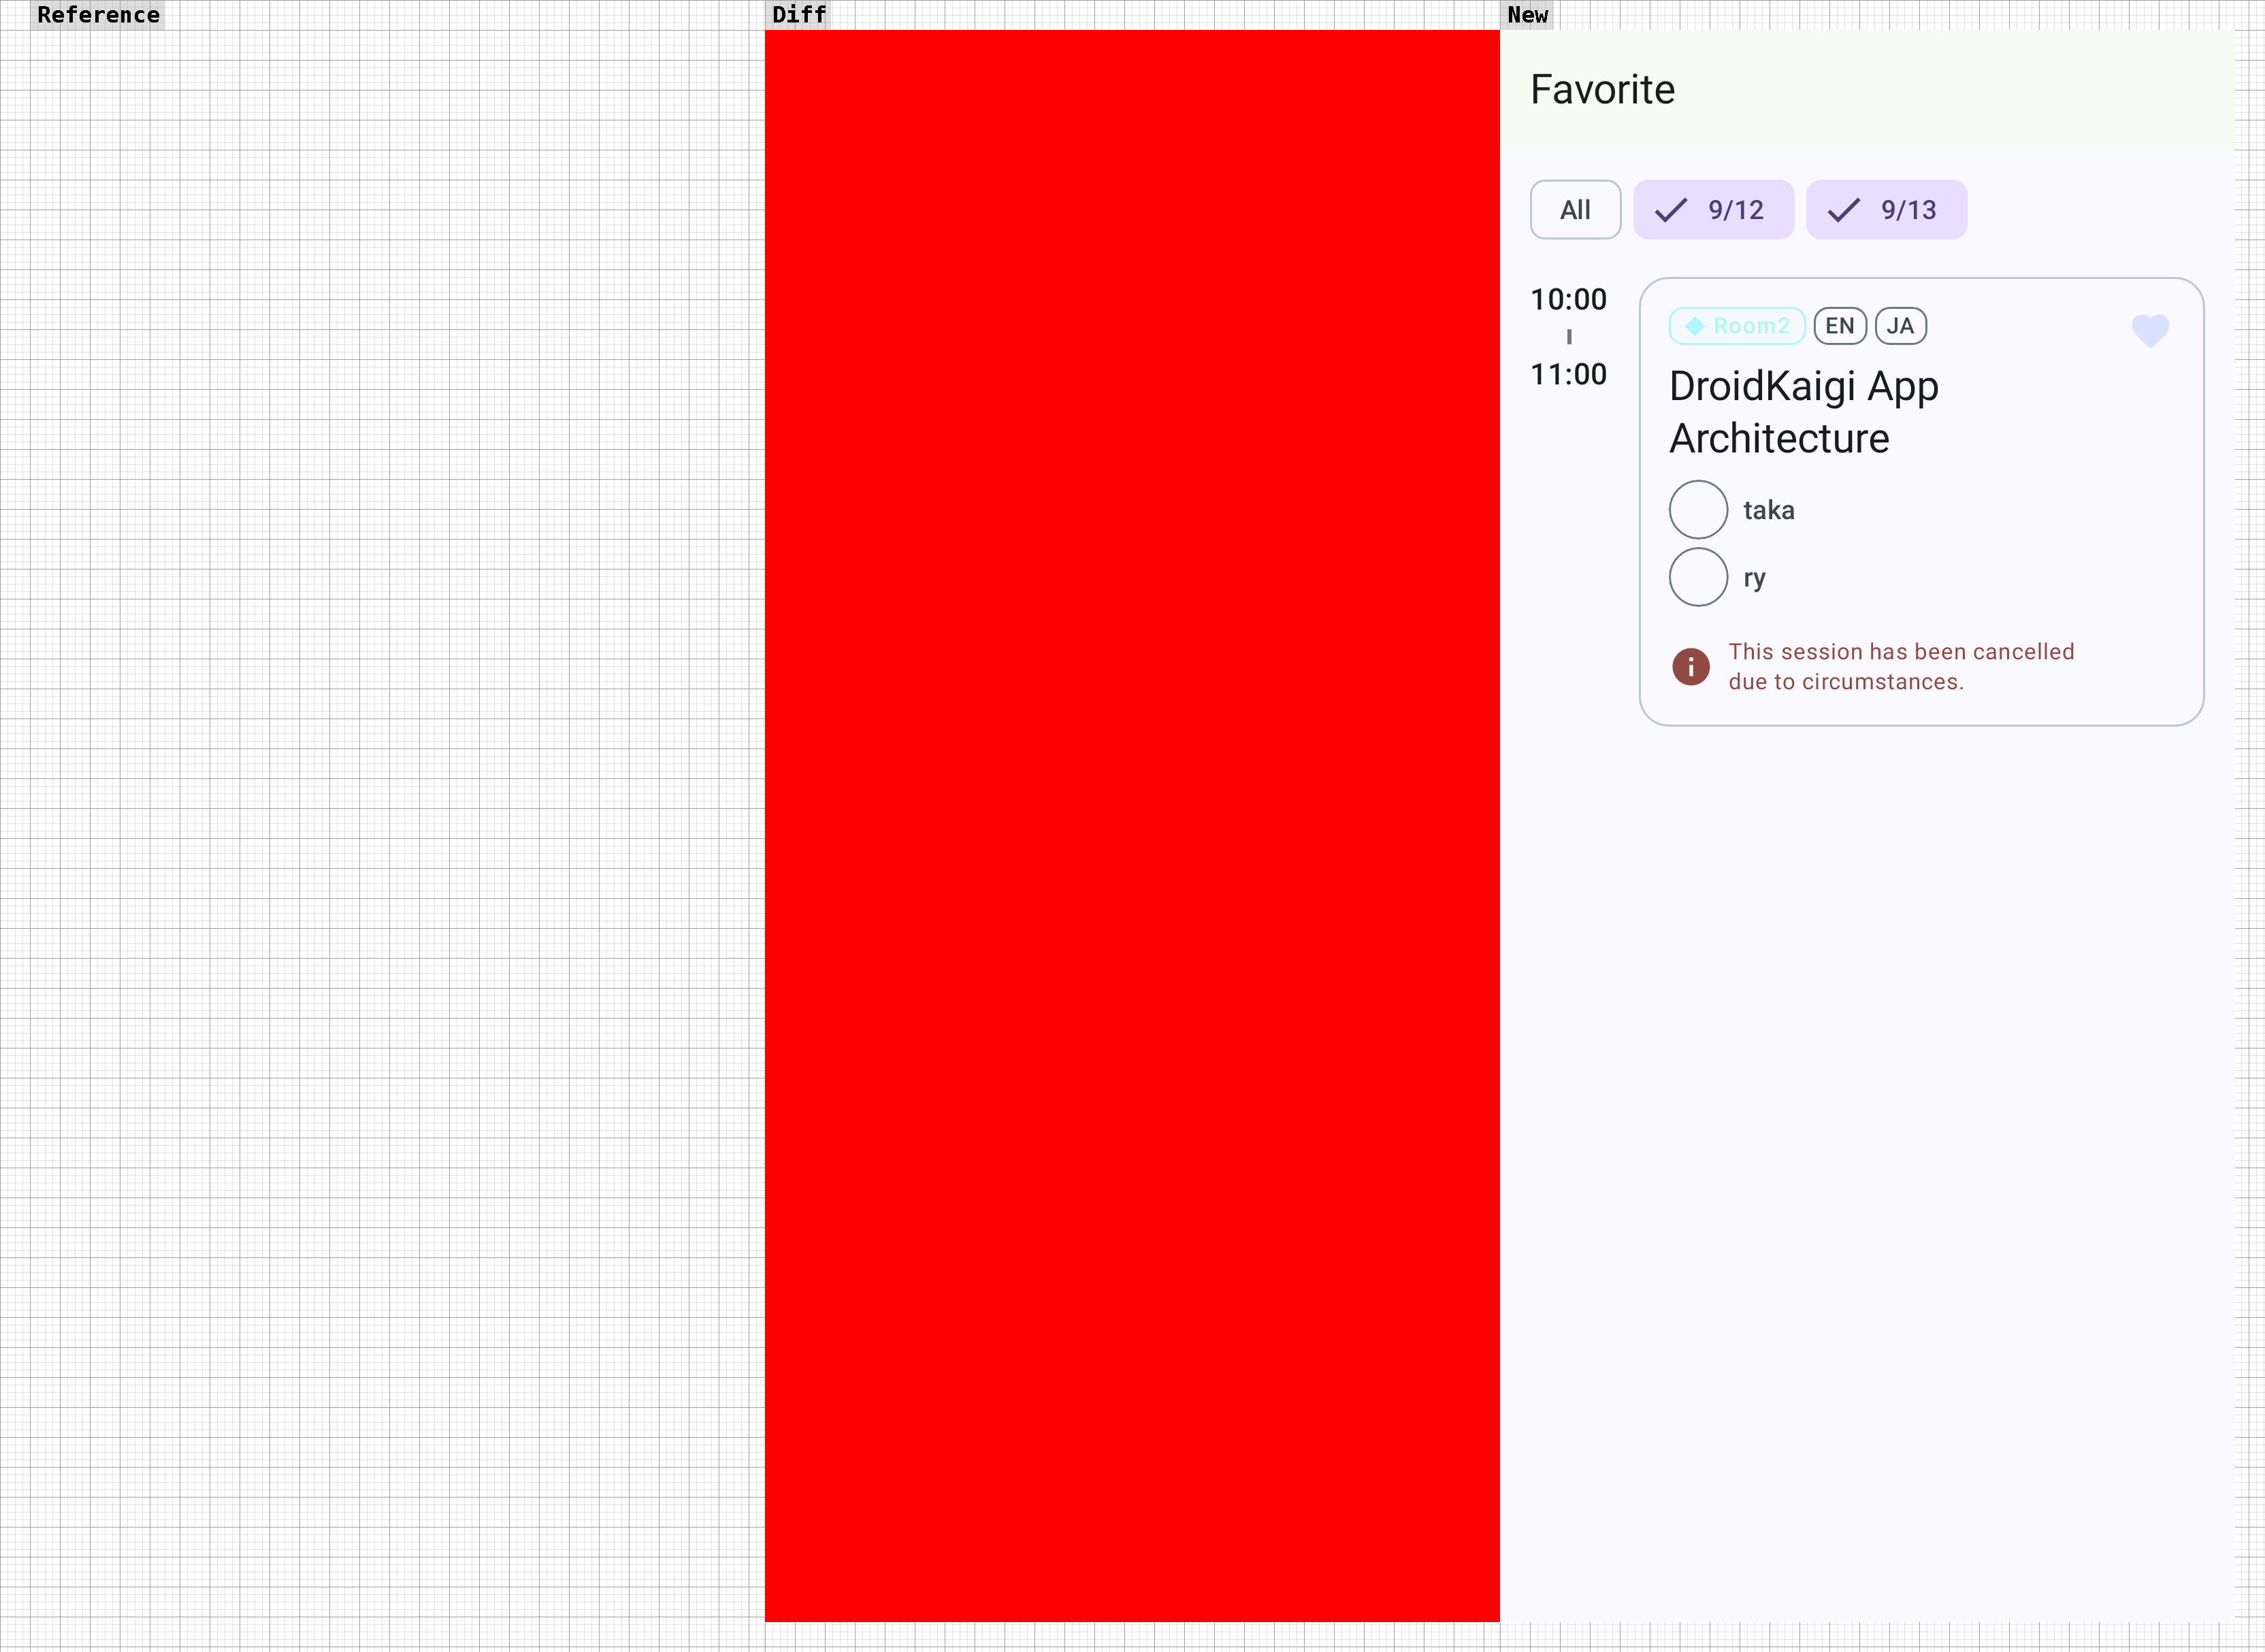 Reference
Diff
New
Favorite
All
9/12
9/13
10:00
11:00
Room2
EN
JA
DroidKaigi App
Architecture
taka
ry
This session has been cancelled
due to circumstances.